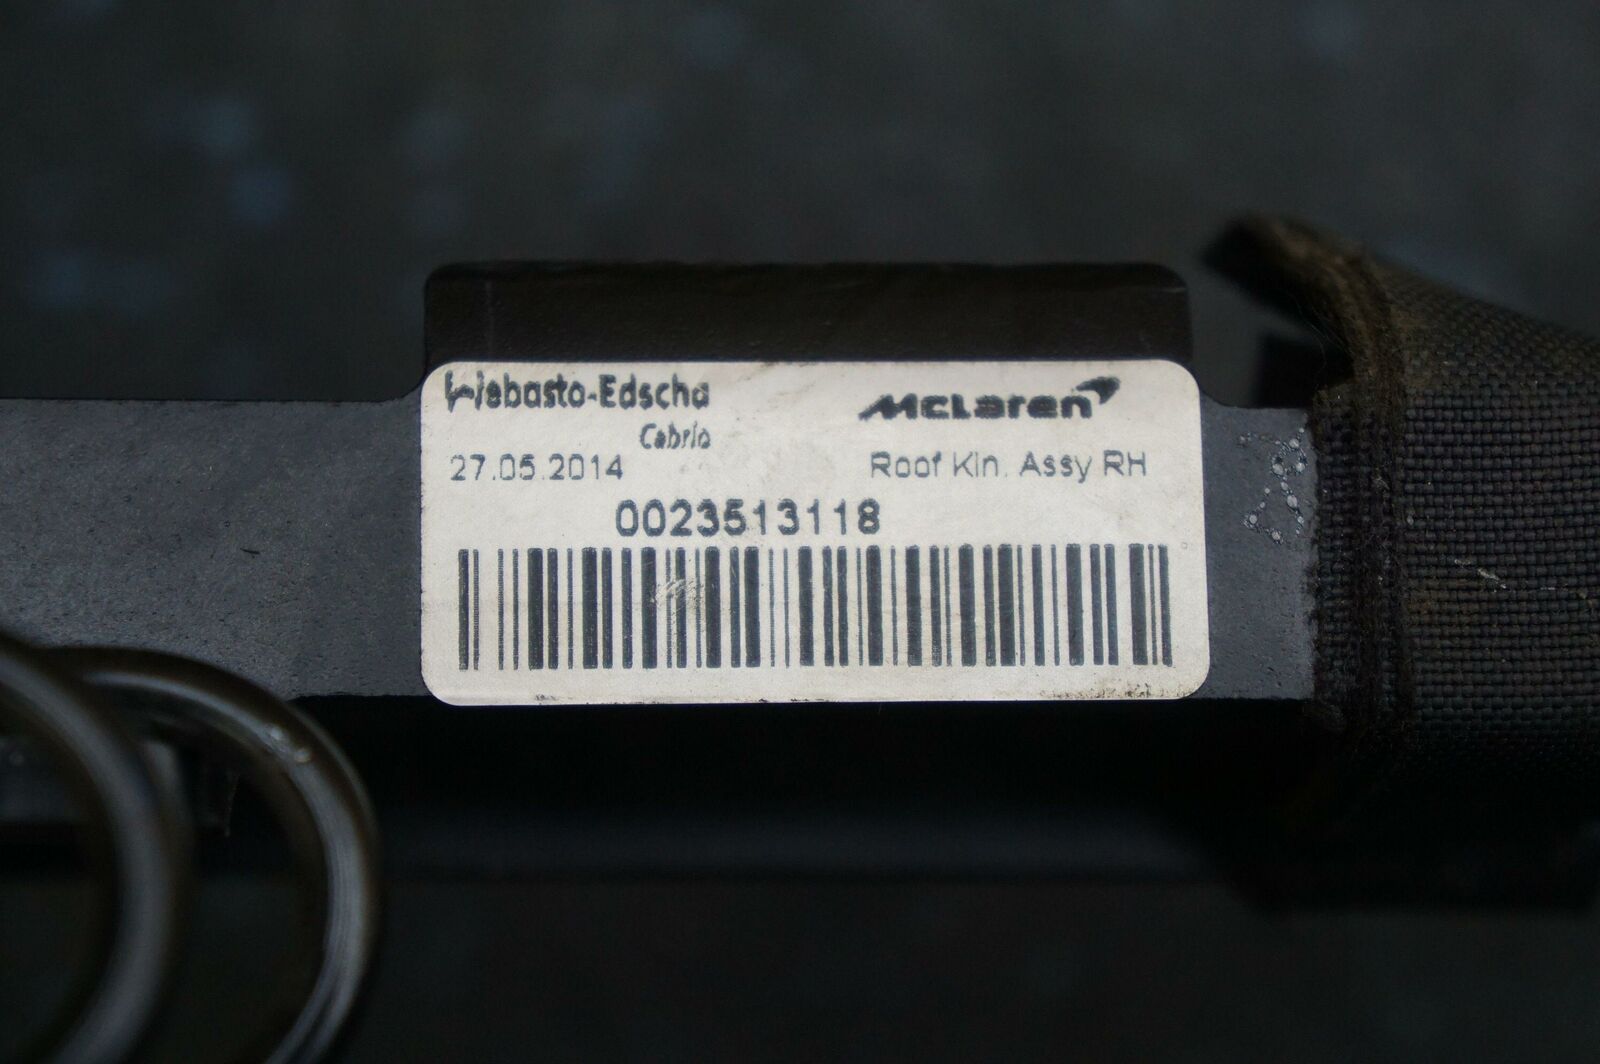 Webasto-Edscha
Cabrio
McLaren
27.05.2014
Roof Kin. Assy RH
0023513118